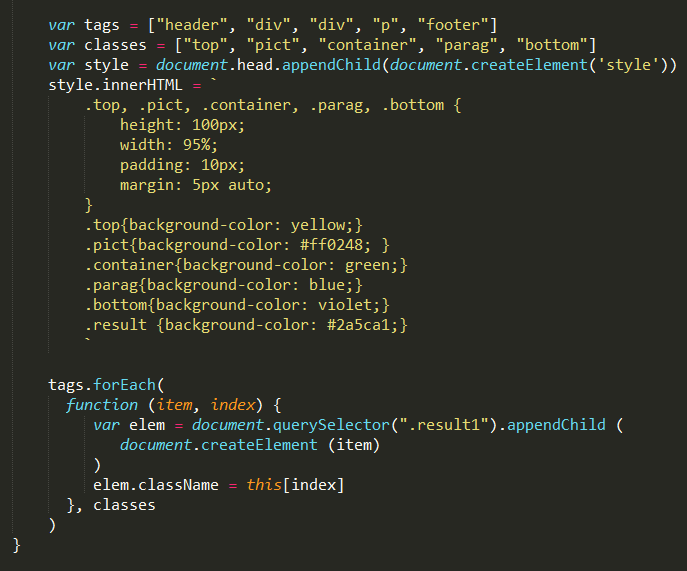 var tags = ["header", "div", "div", "p", "footer"]
var classes = ["top", "pict", "container", "parag", "bottom"]
var style = document.head.appendChild(document.createElement('style'))
style.innerHTML = `
.top, .pict, .container, .parag, .bottom {
height: 100px;
width: 95%;
padding: 10px;
margin: 5px auto;
}
.top{background-color: yellow;}
.pict{background-color: #ff0248; }
.container{background-color: green;}
.parag{background-color: blue;}
.bottom{background-color: violet;}
.result {background-color: #2a5ca1;}
`
tags.forEach(
function (item, index) {
var elem = document.querySelector(".result1").appendChild (
document.createElement (item)
)
elem.className = this[index]
}, classes
)
}